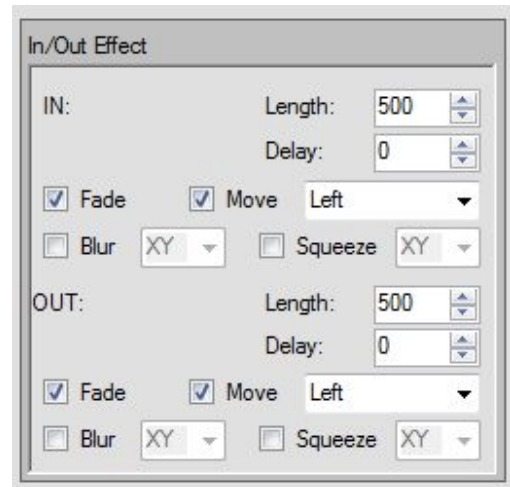 In/Out Effect
IN: Length: 500
Delay: 0
Fade Move Left
Blur XY Squeeze XY
OUT: Length: 500
Delay: 0
Fade Move Left
Blur XY Squeeze XY